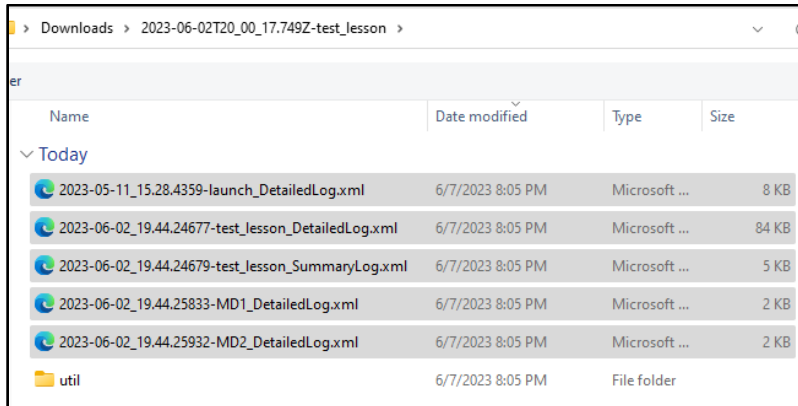 Downloads > 2023-06-02T20_00_17.749Z-test_lesson >
er
Name Date modified Type Size
Today
2023-05-11_15.28.4359-launch_DetailedLog.xml 6/7/2023 8:05 PM Microsoft ... 8 KB
2023-06-02_19.44.24677-test_lesson_DetailedLog.xml 6/7/2023 8:05 PM Microsoft ... 84 KB
2023-06-02_19.44.24679-test_lesson_SummaryLog.xml 6/7/2023 8:05 PM Microsoft ... 5 KB
2023-06-02_19.44.25833-MD1_DetailedLog.xml 6/7/2023 8:05 PM Microsoft ... 2 KB
2023-06-02_19.44.25932-MD2_DetailedLog.xml 6/7/2023 8:05 PM Microsoft ... 2 KB
util 6/7/2023 8:05 PM File folder